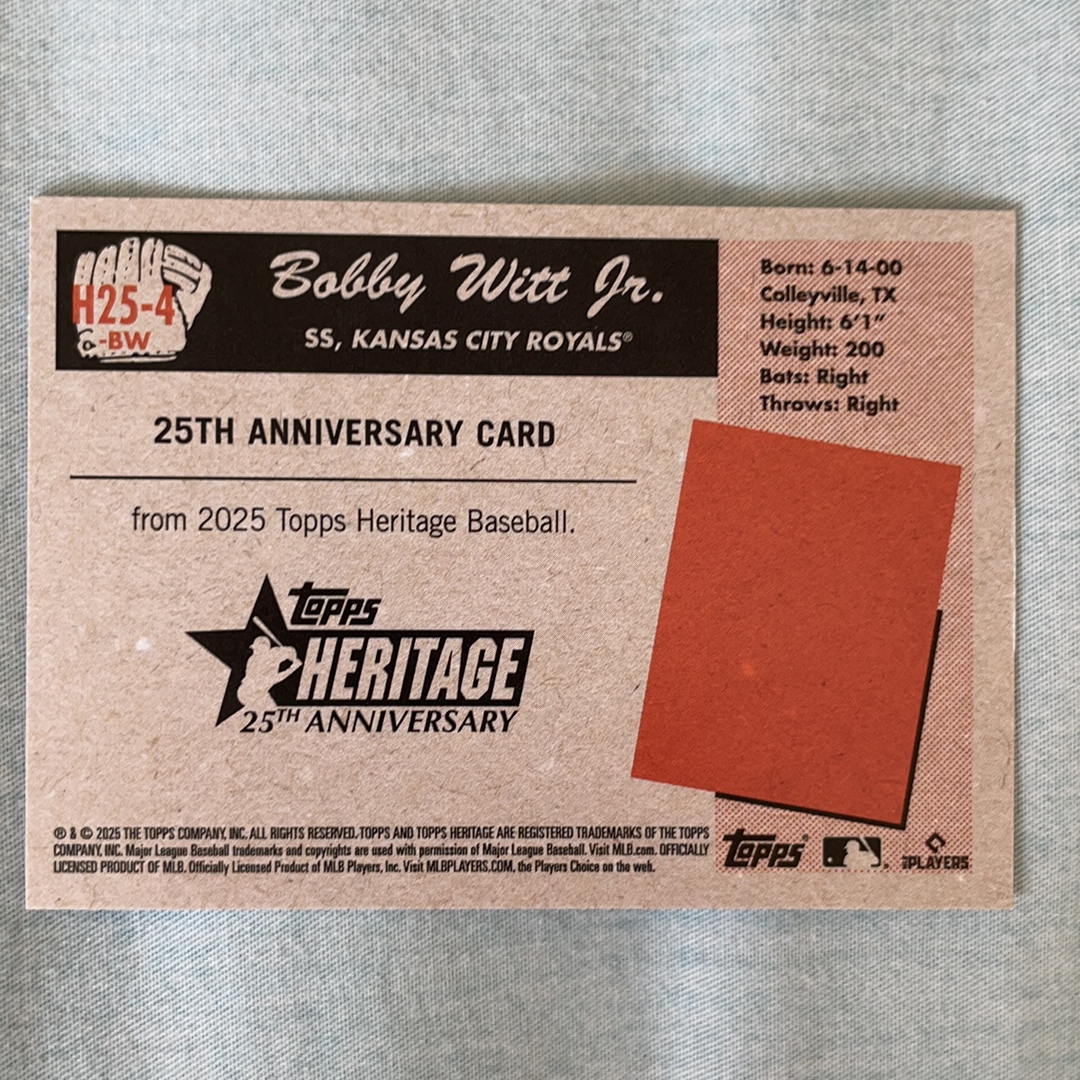 H25-4
-BW
Bobby Witt Jr.
SS, KANSAS CITY ROYALS®
Born: 6-14-00
Colleyville, TX
Height: 6'1"
Weight: 200
Bats: Right
Throws: Right
25TH ANNIVERSARY CARD
from 2025 Topps Heritage Baseball.
topps
HERITAGE
25TH ANNIVERSARY
® & © 2025 THE TOPPS COMPANY, INC. ALL RIGHTS RESERVED. TOPPS AND TOPPS HERITAGE ARE REGISTERED TRADEMARKS OF THE TOPPS
COMPANY, INC. Major League Baseball trademarks and copyrights are used with permission of Major League Baseball. Visit MLB.com. OFFICIALLY
LICENSED PRODUCT OF MLB. Officially Licensed Product of MLB Players, Inc. Visit MLBPLAYERS.COM, the Players Choice on the web.
topps®
PLAYERS